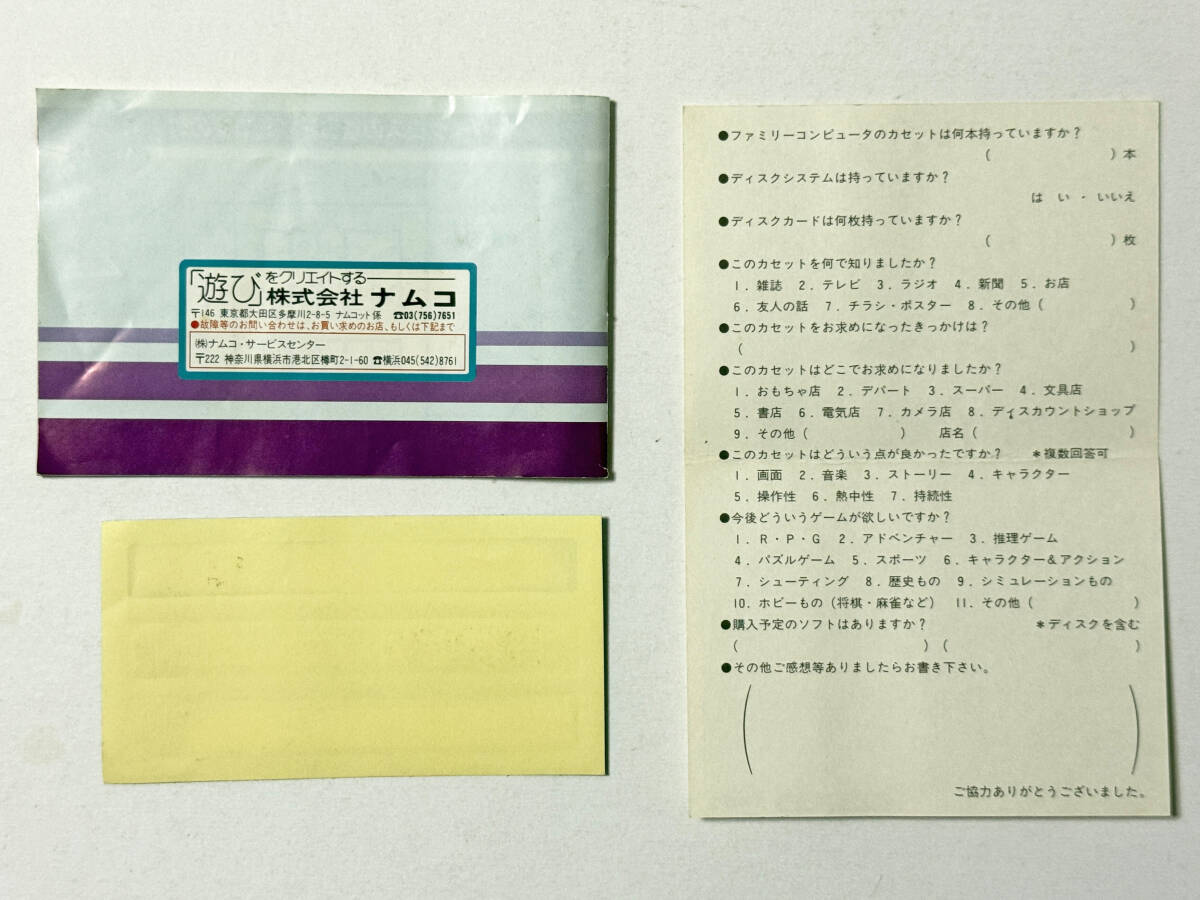 「遊び」をクリエイトする
株式会社 ナムコ
〒146 東京都大田区多摩川2-8-5 ナムコット係 ☎03(756)7651
●故障等のお問い合わせは、お買い求めのお店、もしくは下記まで
㈱ナムコ・サービスセンター
〒222 神奈川県横浜市港北区樽町2-1-60 ☎横浜045(542)8761
●ファミリーコンピュータのカセットは何本持っていますか？
( )本
●ディスクシステムは持っていますか？
は い ・ いいえ
●ディスクカードは何枚持っていますか？
( )枚
●このカセットを何で知りましたか？
1．雑誌 2．テレビ 3．ラジオ 4．新聞 5．お店
6．友人の話 7．チラシ・ポスター 8．その他( )
●このカセットをお求めになったきっかけは？
( )
●このカセットはどこでお求めになりましたか？
1．おもちゃ店 2．デパート 3．スーパー 4．文具店
5．書店 6．電気店 7．カメラ店 8．ディスカウントショップ
9．その他( ) 店名( )
●このカセットはどういう点が良かったですか？ ＊複数回答可
1．画面 2．音楽 3．ストーリー 4．キャラクター
5．操作性 6．熱中性 7．持続性
●今後どういうゲームが欲しいですか？
1．R・P・G 2．アドベンチャー 3．推理ゲーム
4．パズルゲーム 5．スポーツ 6．キャラクター＆アクション
7．シューティング 8．歴史もの 9．シミュレーションもの
10．ホビーもの(将棋・麻雀など) 11．その他( )
●購入予定のソフトはありますか？ ＊ディスクを含む
( ) ( )
●その他ご感想等ありましたらお書き下さい。
( )
ご協力ありがとうございました。